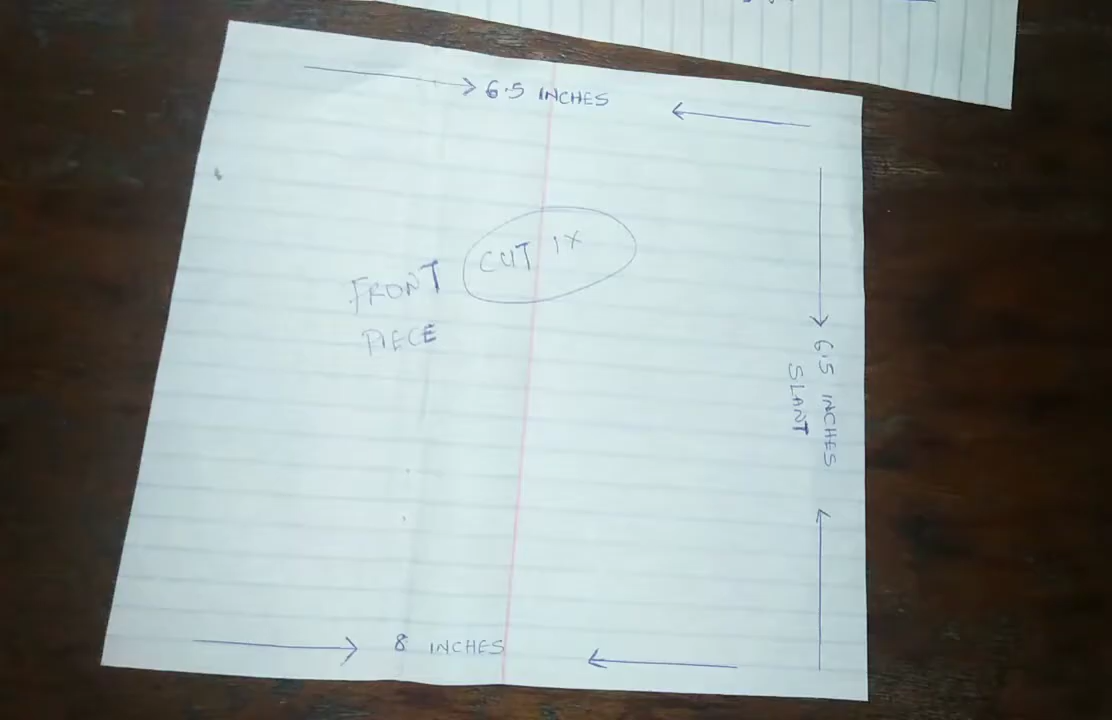 6.5 INCHES
CUT 1X
FRONT
PIECE
6.5 INCHES
SLANT
8 INCHES